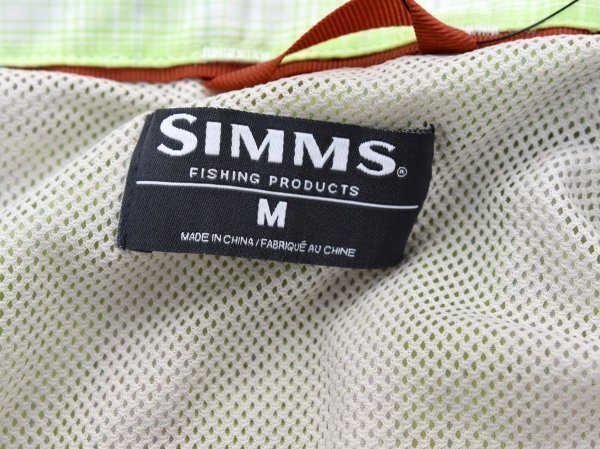 SIMMS®
FISHING PRODUCTS
M
MADE IN CHINA / FABRIQUÉ AU CHINE